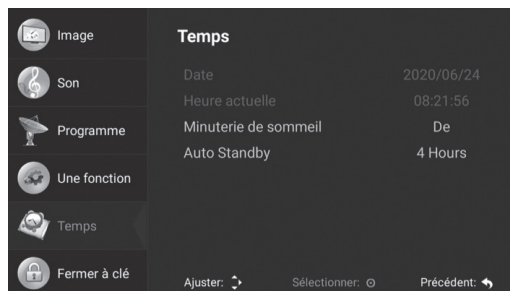 Image
Son
Programme
Une fonction
Temps
Fermer à clé
Temps
Date 2020/06/24
Heure actuelle 08:21:56
Minuterie de sommeil De
Auto Standby 4 Hours
Ajuster: Sélectionner: Précédent: